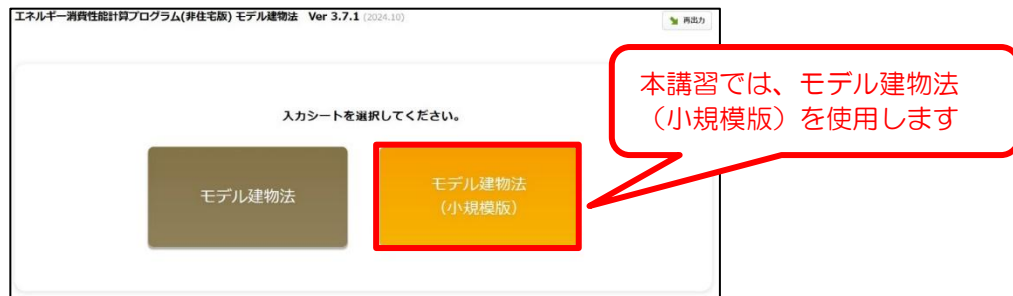 エネルギー消費性能計算プログラム(非住宅版) モデル建物法 Ver 3.7.1 (2024.10)
再出力
本講習では、モデル建物法
（小規模版）を使用します
入力シートを選択してください。
モデル建物法
モデル建物法
（小規模版）